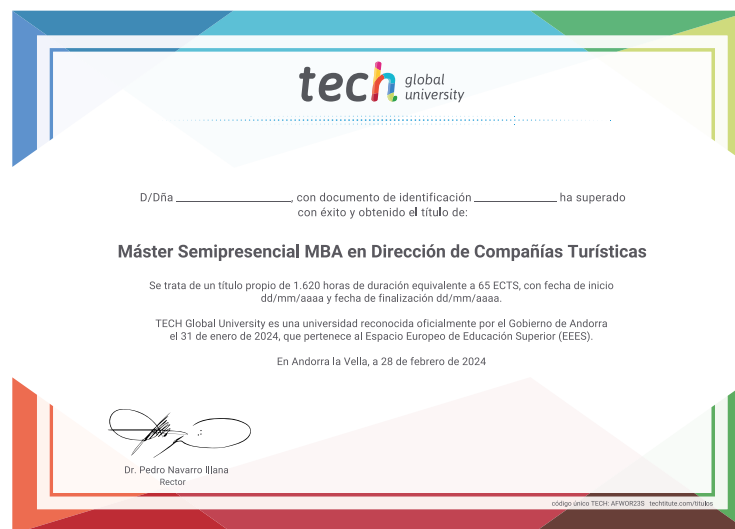 tech global university
D/Dña ____________, con documento de identificación ____________ ha superado
con éxito y obtenido el título de:
Máster Semipresencial MBA en Dirección de Compañías Turísticas
Se trata de un título propio de 1.620 horas de duración equivalente a 65 ECTS, con fecha de inicio
dd/mm/aaaa y fecha de finalización dd/mm/aaaa.
TECH Global University es una universidad reconocida oficialmente por el Gobierno de Andorra
el 31 de enero de 2024, que pertenece al Espacio Europeo de Educación Superior (EEES).
En Andorra la Vella, a 28 de febrero de 2024
Dr. Pedro Navarro Illana
Rector
código único TECH: AFWOR23S techtitute.com/titulos